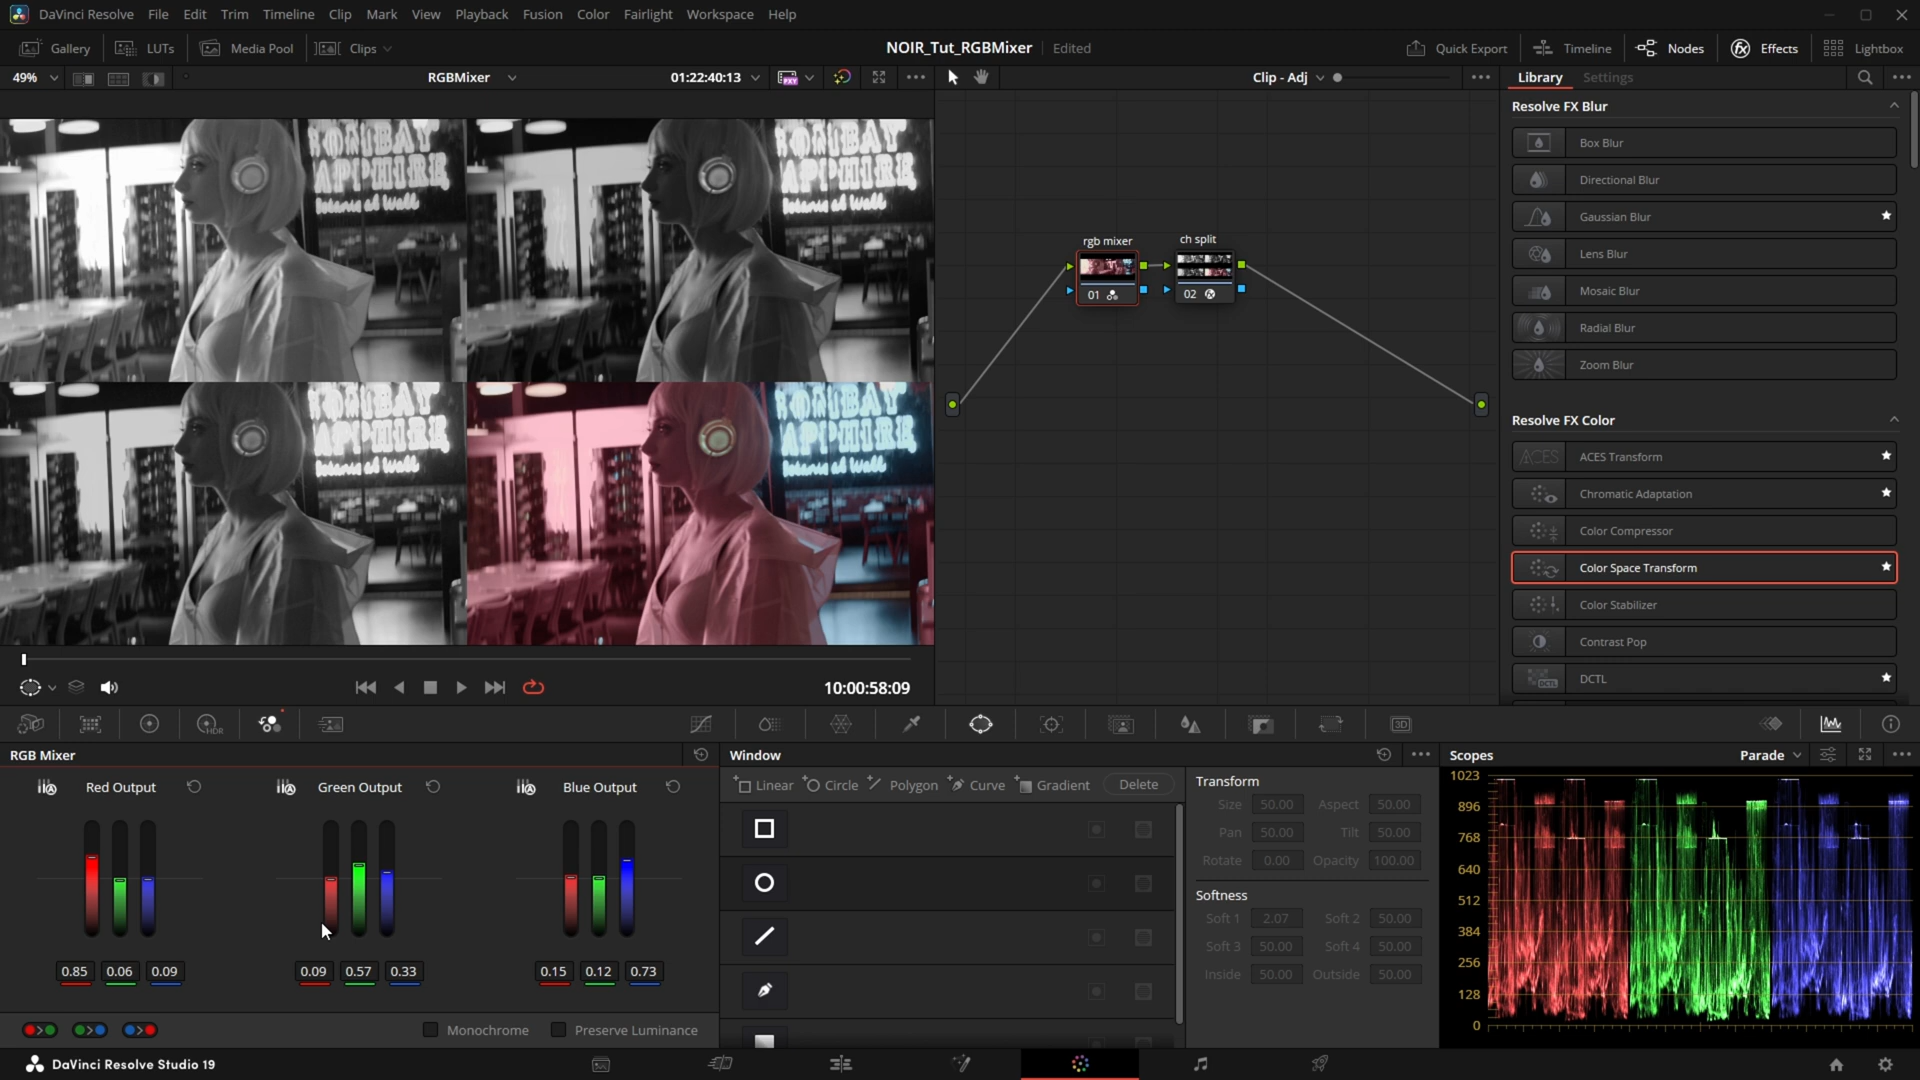 DaVinci Resolve File Edit Trim Timeline Clip Mark View Playback Fusion Color Fairlight Workspace Help
Gallery LUTs Media Pool Clips NOIR_Tut_RGBMixer Edited Quick Export Timeline Nodes Effects Lightbox
49% RGBMixer 01:22:40:13 PXY Clip - Adj Library Settings
Resolve FX Blur
Box Blur
Directional Blur
Gaussian Blur
Lens Blur
Mosaic Blur
Radial Blur
Zoom Blur
Resolve FX Color
ACES ACES Transform
Chromatic Adaptation
Color Compressor
Color Space Transform
Color Stabilizer
Contrast Pop
DCTL DCTL
rgb mixer ch split
01 02
10:00:58:09
HDR 3D
RGB Mixer
Red Output Green Output Blue Output
0.85 0.06 0.09 0.09 0.57 0.33 0.15 0.12 0.73
Monochrome Preserve Luminance
Window
Linear Circle Polygon Curve Gradient Delete
Transform
Size 50.00 Aspect 50.00
Pan 50.00 Tilt 50.00
Rotate 0.00 Opacity 100.00
Softness
Soft 1 2.07 Soft 2 50.00
Soft 3 50.00 Soft 4 50.00
Inside 50.00 Outside 50.00
Scopes Parade
1023
896
768
640
512
384
256
128
0
DaVinci Resolve Studio 19